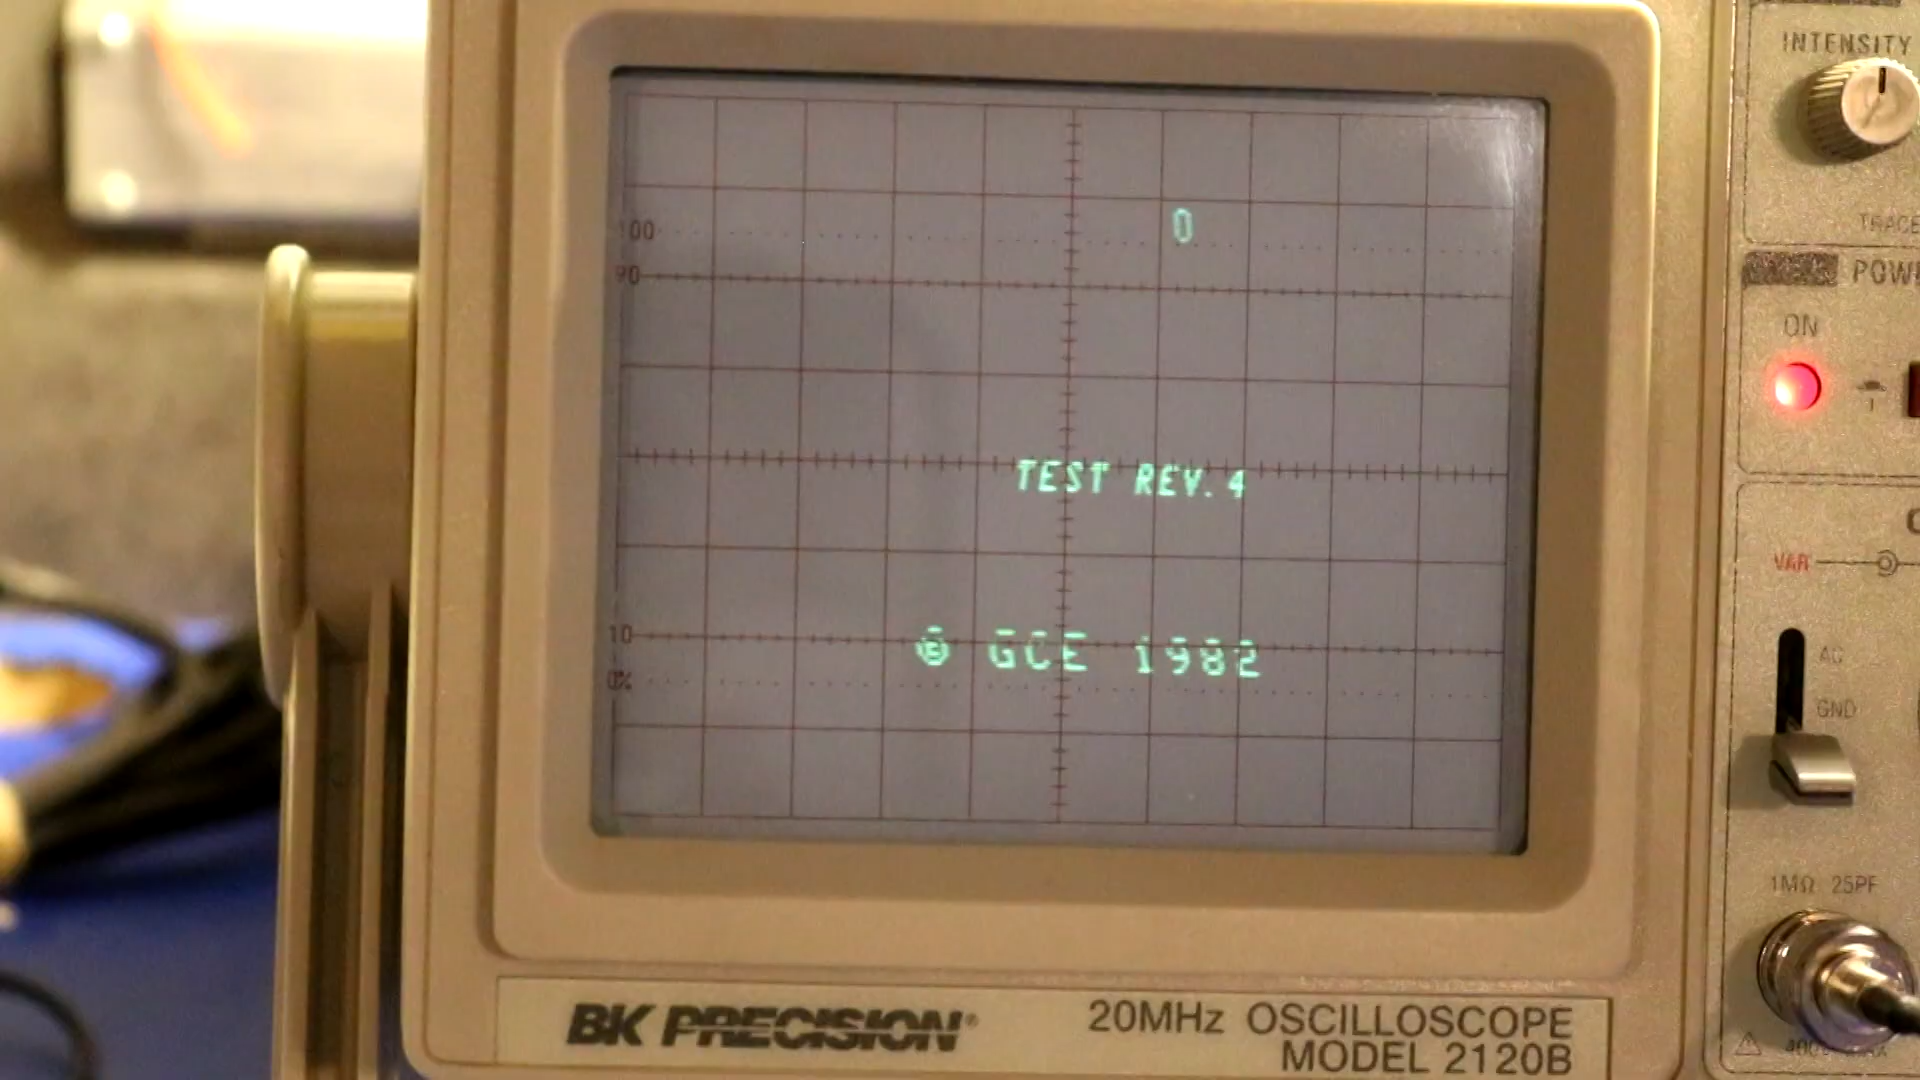 INTENSITY
TRACE
POW
ON
100
90
0
TEST REV. 4
VAR
10
0%
© GCE 1982
AC
GND
1MΩ 25PF
BK PRECISION®
20MHz OSCILLOSCOPE
MODEL 2120B